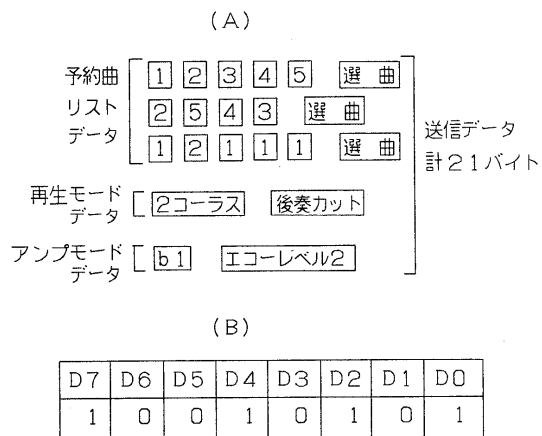 (A)
予約曲 1 2 3 4 5 選曲
リスト 2 5 4 3 選曲
データ 1 2 1 1 1 選曲
送信データ
計21バイト
再生モード
データ 2コーラス 後奏カット
アンプモード
データ b1 エコーレベル2
(B)
D7 D6 D5 D4 D3 D2 D1 D0
1 0 0 1 0 1 0 1